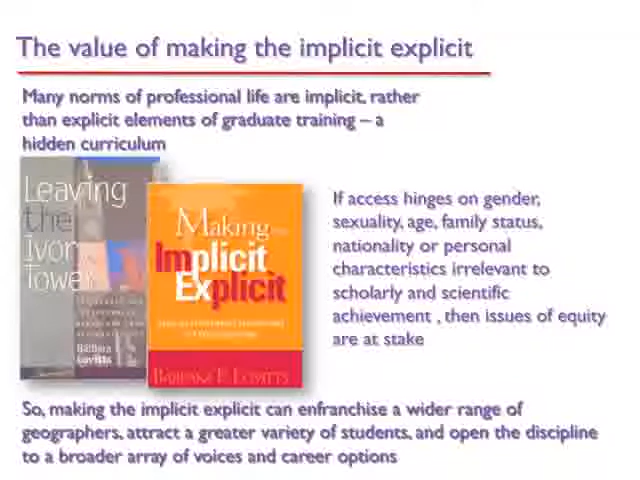 The value of making the implicit explicit
Many norms of professional life are implicit, rather
than explicit elements of graduate training – a
hidden curriculum
Leaving
the
Ivory
Tower
Barbara
Lovitts
Making
Implicit
Explicit
BARBARA E. LOVITTS
If access hinges on gender,
sexuality, age, family status,
nationality or personal
characteristics irrelevant to
scholarly and scientific
achievement , then issues of equity
are at stake
So, making the implicit explicit can enfranchise a wider range of
geographers, attract a greater variety of students, and open the discipline
to a broader array of voices and career options